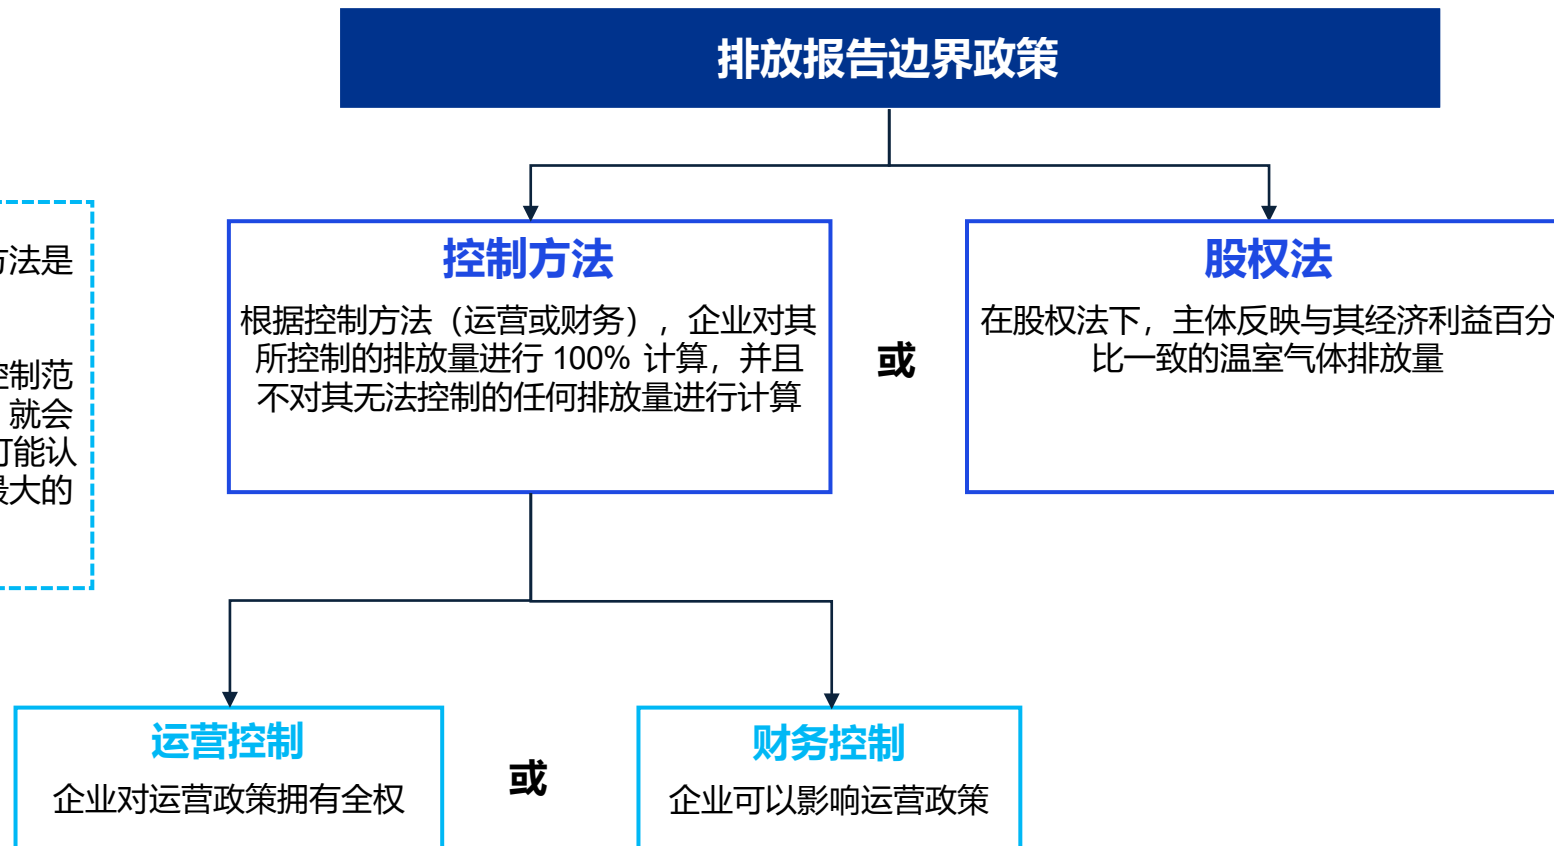 排放报告边界政策
方法是
控制范
就会
可能认
最大的
控制方法
根据控制方法（运营或财务），企业对其
所控制的排放量进行 100% 计算，并且
不对其无法控制的任何排放量进行计算
或
股权法
在股权法下，主体反映与其经济利益百分
比一致的温室气体排放量
运营控制
企业对运营政策拥有全权
或
财务控制
企业可以影响运营政策